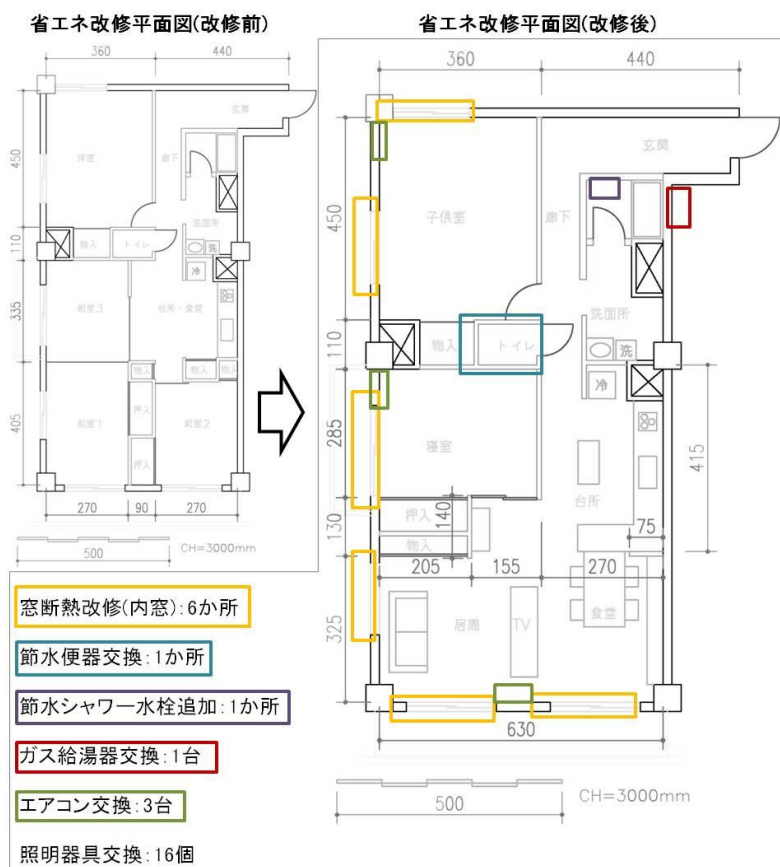 省エネ改修平面図(改修前)
360
440
玄関
洋室
廊下
450
洗面所
110
物入
トイレ
洗
冷
和室3
台所・食堂
335
物入
物入
物入
押入
405
和室1
和室2
押入
270
90
270
500
CH=3000mm
省エネ改修平面図(改修後)
360
440
玄関
450
子供室
廊下
洗面所
110
物入
トイレ
洗
冷
285
寝室
415
台所
130
押入
140
物入
75
205
155
270
325
居間
TV
食堂
630
500
CH=3000mm
窓断熱改修(内窓):6か所
節水便器交換:1か所
節水シャワー水栓追加:1か所
ガス給湯器交換:1台
エアコン交換:3台
照明器具交換:16個